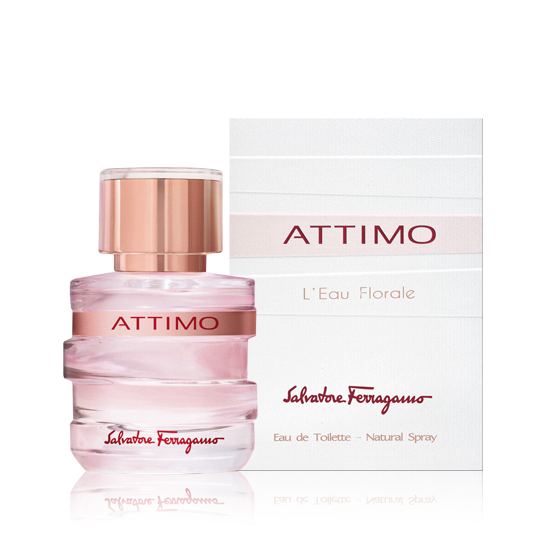 ATTIMO
Salvatore Ferragamo
ATTIMO
L'Eau Florale
Salvatore Ferragamo
Eau de Toilette - Natural Spray